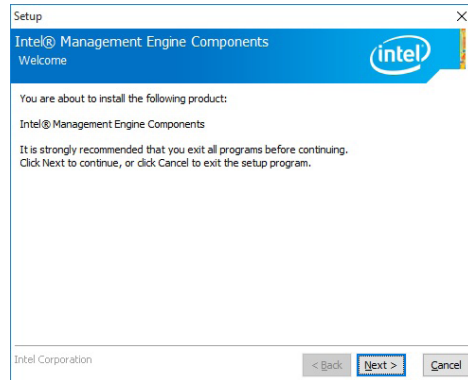 Setup
Intel® Management Engine Components
Welcome
intel
You are about to install the following product:
Intel® Management Engine Components
It is strongly recommended that you exit all programs before continuing.
Click Next to continue, or click Cancel to exit the setup program.
Intel Corporation
< Back
Next >
Cancel